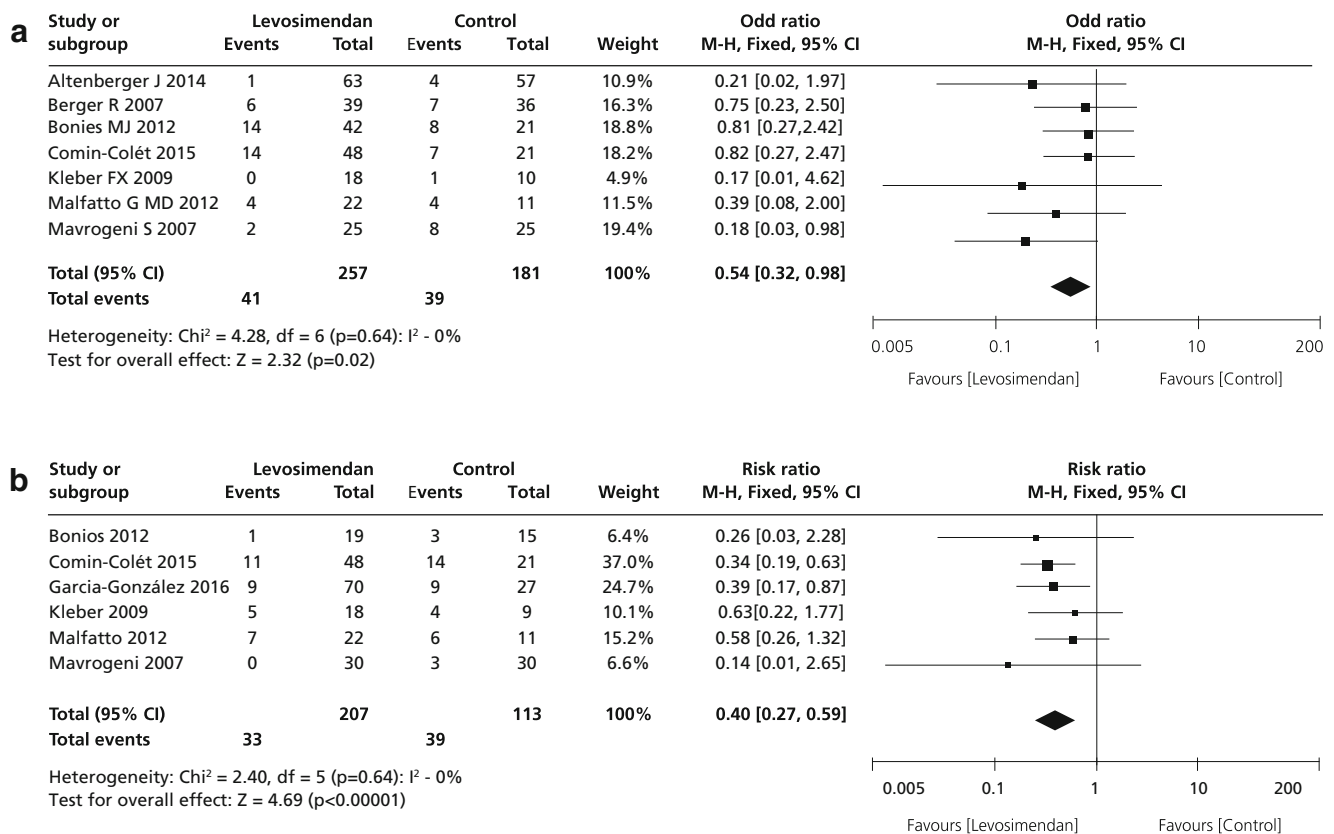 a
Study or Levosimendan Control Odd ratio Odd ratio
subgroup Events Total Events Total Weight M-H, Fixed, 95% CI M-H, Fixed, 95% CI
Altenberger J 2014 1 63 4 57 10.9% 0.21 [0.02, 1.97]
Berger R 2007 6 39 7 36 16.3% 0.75 [0.23, 2.50]
Bonies MJ 2012 14 42 8 21 18.8% 0.81 [0.27,2.42]
Comin-Colét 2015 14 48 7 21 18.2% 0.82 [0.27, 2.47]
Kleber FX 2009 0 18 1 10 4.9% 0.17 [0.01, 4.62]
Malfatto G MD 2012 4 22 4 11 11.5% 0.39 [0.08, 2.00]
Mavrogeni S 2007 2 25 8 25 19.4% 0.18 [0.03, 0.98]
Total (95% CI) 257 181 100% 0.54 [0.32, 0.98]
Total events 41 39
Heterogeneity: Chi² = 4.28, df = 6 (p=0.64): I² - 0%
Test for overall effect: Z = 2.32 (p=0.02)
0.005 0.1 1 10 200
Favours [Levosimendan] Favours [Control]
b
Study or Levosimendan Control Risk ratio Risk ratio
subgroup Events Total Events Total Weight M-H, Fixed, 95% CI M-H, Fixed, 95% CI
Bonios 2012 1 19 3 15 6.4% 0.26 [0.03, 2.28]
Comin-Colét 2015 11 48 14 21 37.0% 0.34 [0.19, 0.63]
Garcia-González 2016 9 70 9 27 24.7% 0.39 [0.17, 0.87]
Kleber 2009 5 18 4 9 10.1% 0.63[0.22, 1.77]
Malfatto 2012 7 22 6 11 15.2% 0.58 [0.26, 1.32]
Mavrogeni 2007 0 30 3 30 6.6% 0.14 [0.01, 2.65]
Total (95% CI) 207 113 100% 0.40 [0.27, 0.59]
Total events 33 39
Heterogeneity: Chi² = 2.40, df = 5 (p=0.64): I² - 0%
Test for overall effect: Z = 4.69 (p<0.00001)
0.005 0.1 1 10 200
Favours [Levosimendan] Favours [Control]